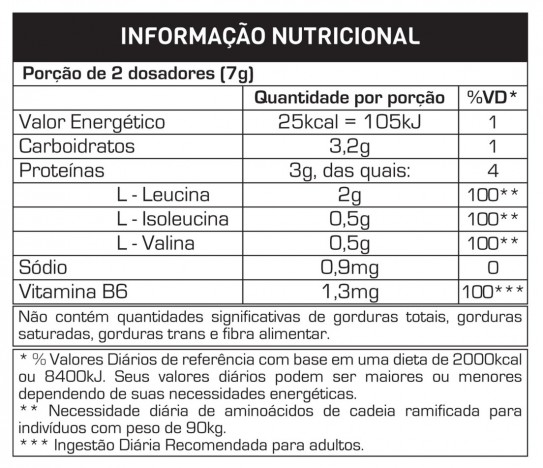 INFORMAÇÃO NUTRICIONAL
Porção de 2 dosadores (7g)
Quantidade por porção %VD*
Valor Energético 25kcal = 105kJ 1
Carboidratos 3,2g 1
Proteínas 3g, das quais: 4
L - Leucina 2g 100**
L - Isoleucina 0,5g 100**
L - Valina 0,5g 100**
Sódio 0,9mg 0
Vitamina B6 1,3mg 100***
Não contém quantidades significativas de gorduras totais, gorduras
saturadas, gorduras trans e fibra alimentar.
* % Valores Diários de referência com base em uma dieta de 2000kcal
ou 8400kJ. Seus valores diários podem ser maiores ou menores
dependendo de suas necessidades energéticas.
** Necessidade diária de aminoácidos de cadeia ramificada para
indivíduos com peso de 90kg.
*** Ingestão Diária Recomendada para adultos.